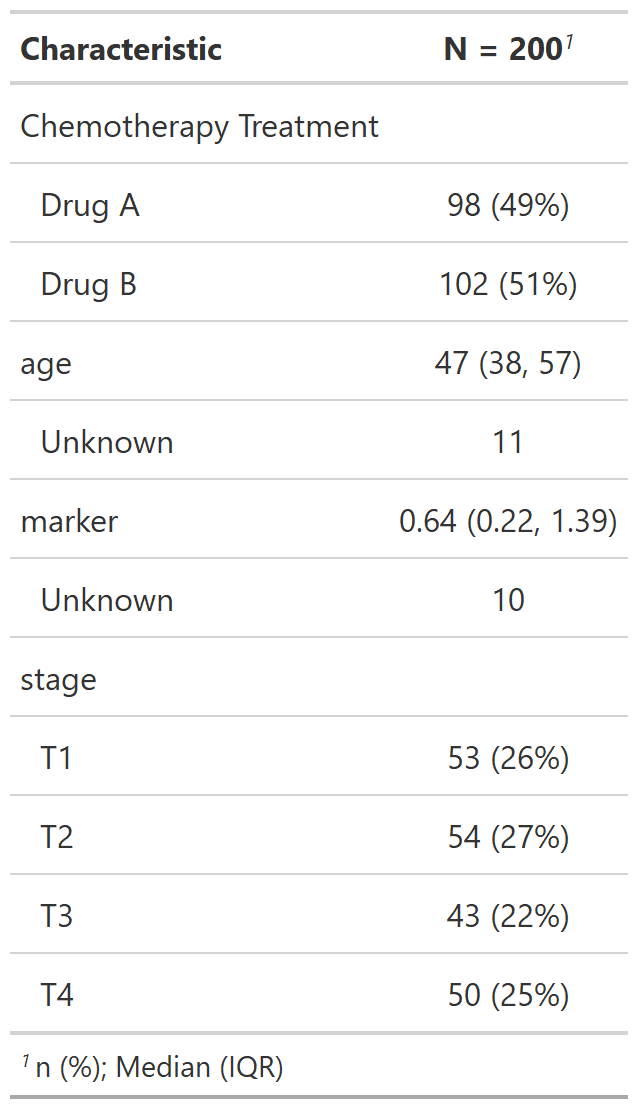 Characteristic N = 200¹
Chemotherapy Treatment
Drug A 98 (49%)
Drug B 102 (51%)
age 47 (38, 57)
Unknown 11
marker 0.64 (0.22, 1.39)
Unknown 10
stage
T1 53 (26%)
T2 54 (27%)
T3 43 (22%)
T4 50 (25%)
¹ n (%); Median (IQR)